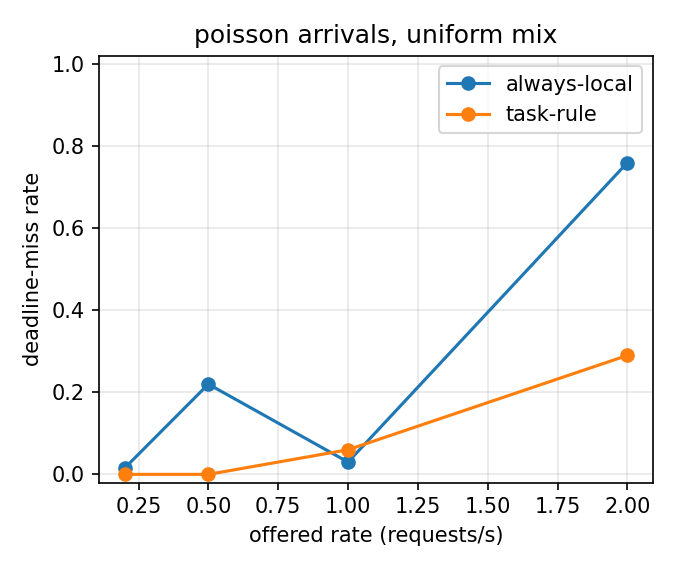 poisson arrivals, uniform mix
always-local
task-rule
deadline-miss rate
1.0
0.8
0.6
0.4
0.2
0.0
0.25 0.50 0.75 1.00 1.25 1.50 1.75 2.00
offered rate (requests/s)